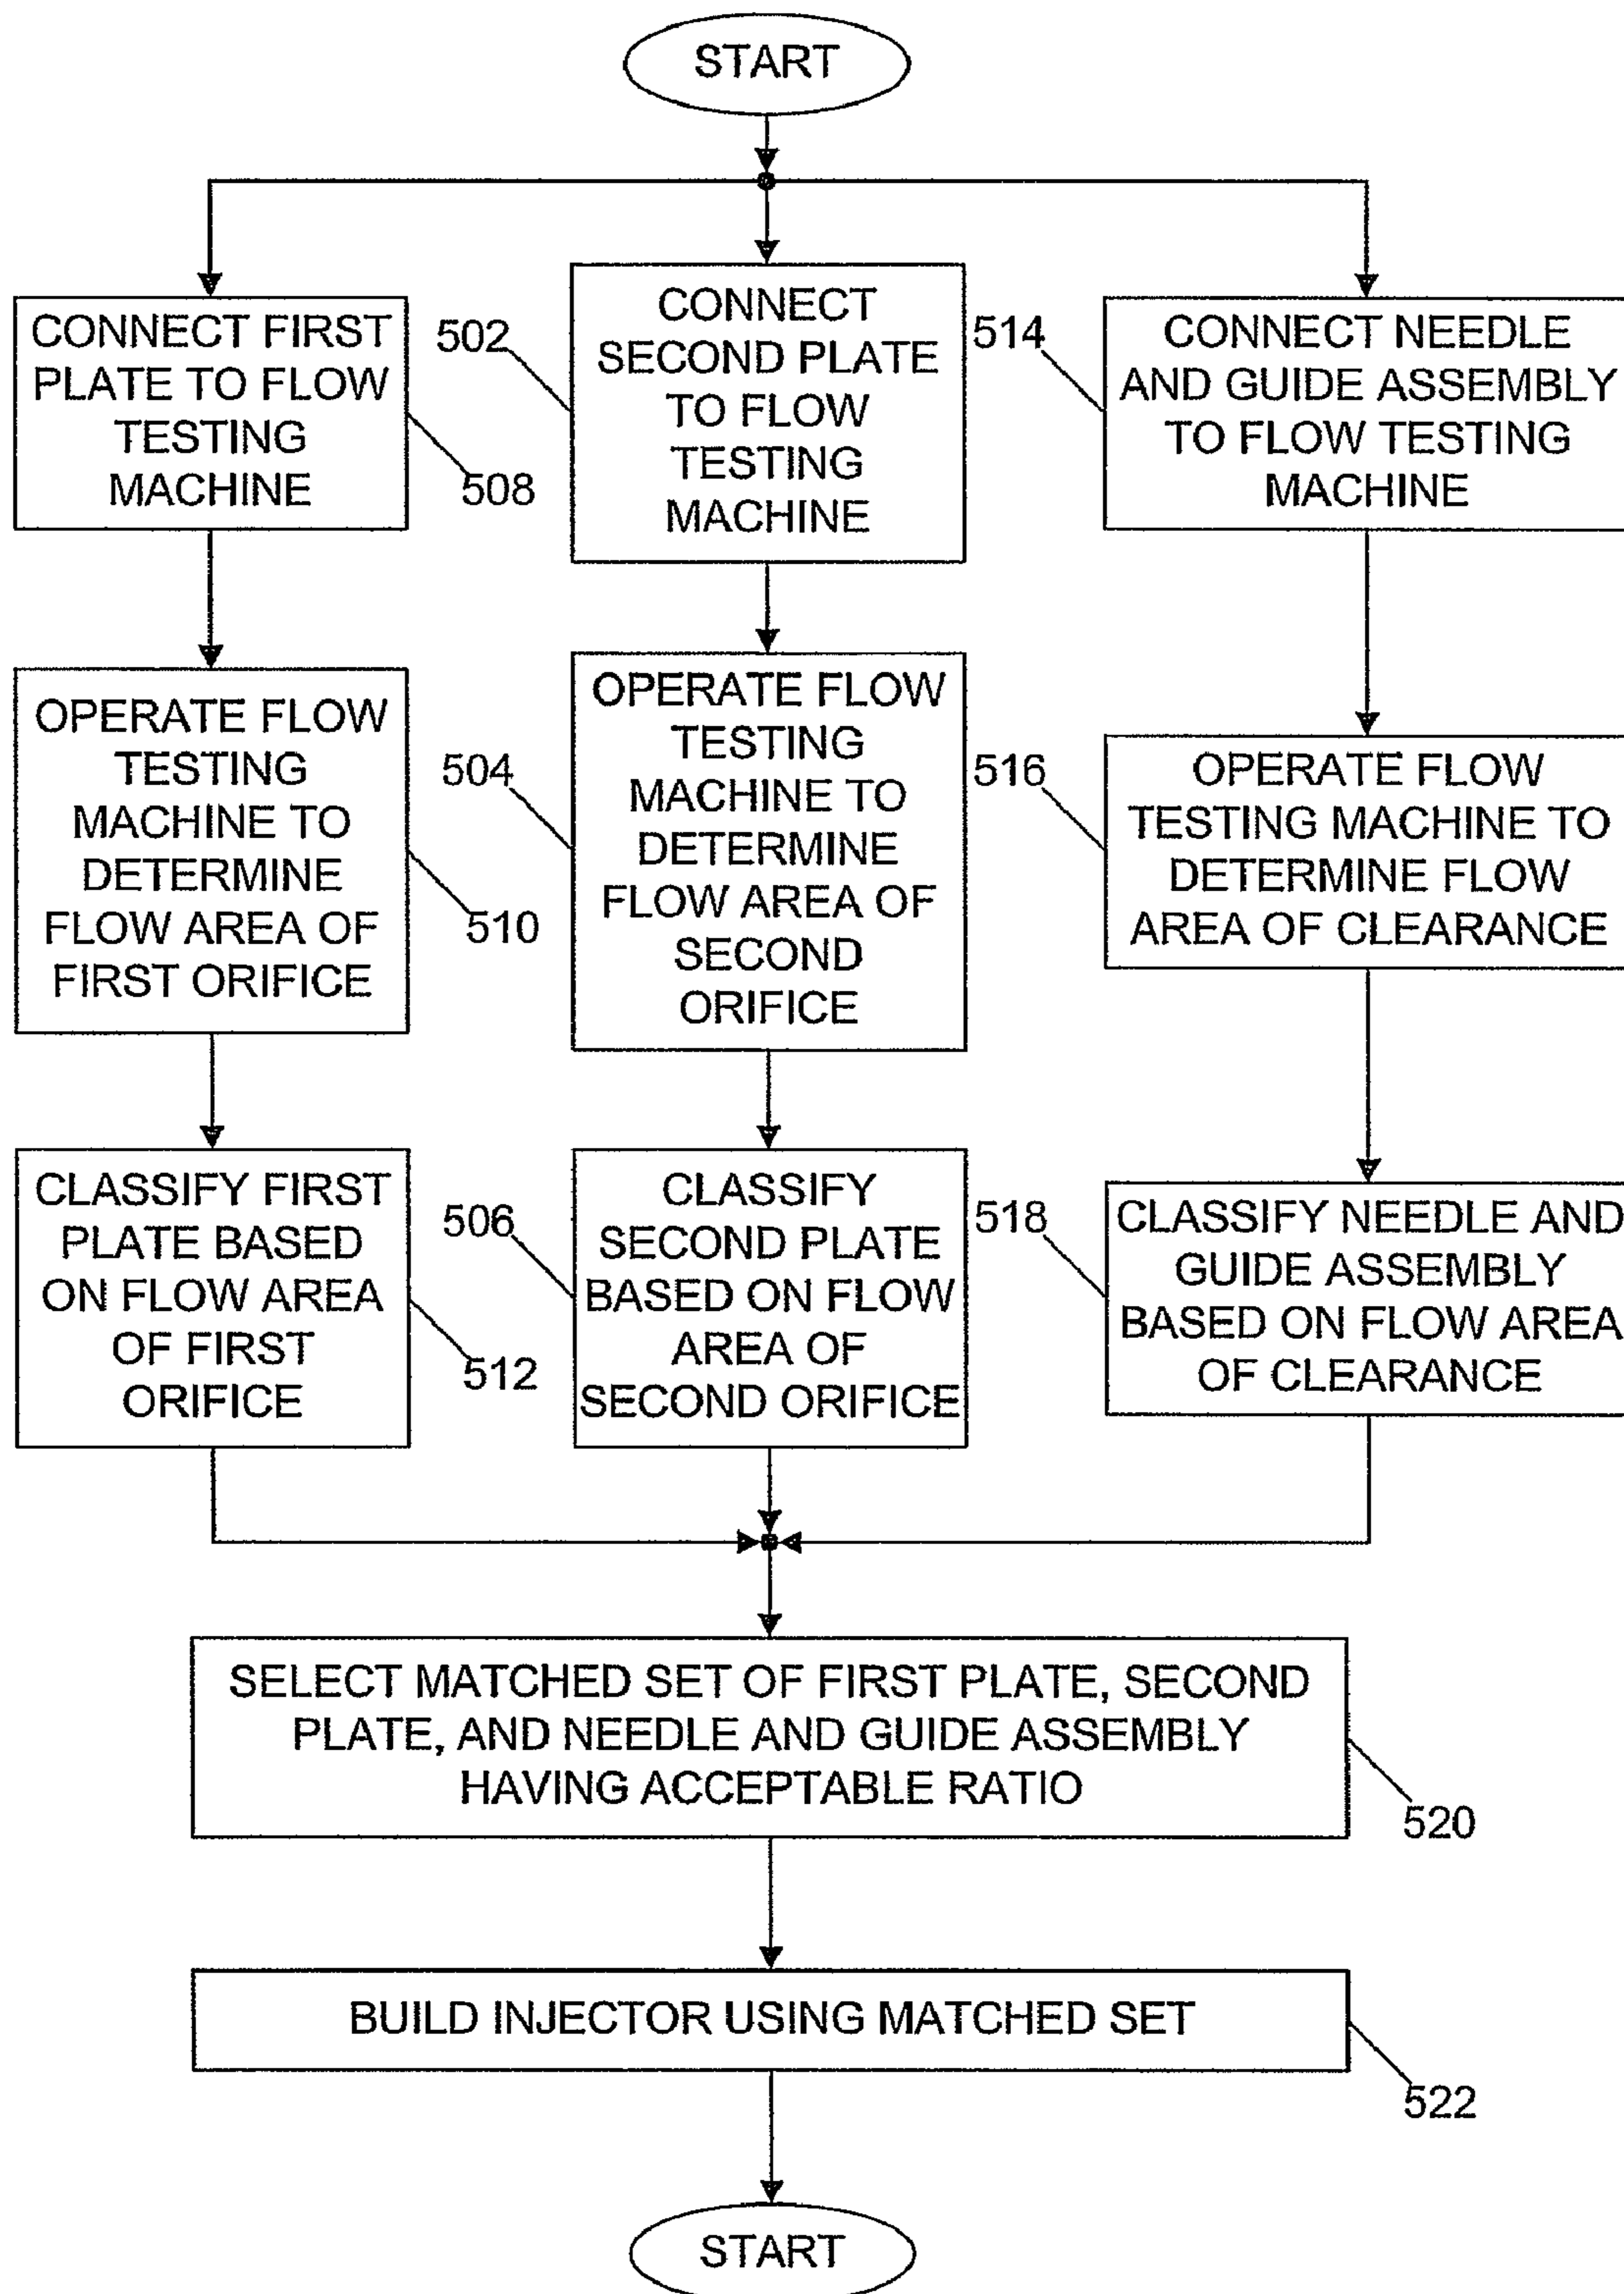 START
CONNECT FIRST
PLATE TO FLOW
TESTING
MACHINE
508
502
CONNECT
SECOND PLATE
TO FLOW
TESTING
MACHINE
514
CONNECT NEEDLE
AND GUIDE ASSEMBLY
TO FLOW TESTING
MACHINE
OPERATE FLOW
TESTING
MACHINE TO
DETERMINE
FLOW AREA OF
FIRST ORIFICE
510
504
OPERATE FLOW
TESTING
MACHINE TO
DETERMINE
FLOW AREA OF
SECOND
ORIFICE
516
OPERATE FLOW
TESTING MACHINE TO
DETERMINE FLOW
AREA OF CLEARANCE
CLASSIFY FIRST
PLATE BASED
ON FLOW AREA
OF FIRST
ORIFICE
512
506
CLASSIFY
SECOND PLATE
BASED ON FLOW
AREA OF
SECOND ORIFICE
518
CLASSIFY NEEDLE AND
GUIDE ASSEMBLY
BASED ON FLOW AREA
OF CLEARANCE
SELECT MATCHED SET OF FIRST PLATE, SECOND
PLATE, AND NEEDLE AND GUIDE ASSEMBLY
HAVING ACCEPTABLE RATIO
520
BUILD INJECTOR USING MATCHED SET
522
START